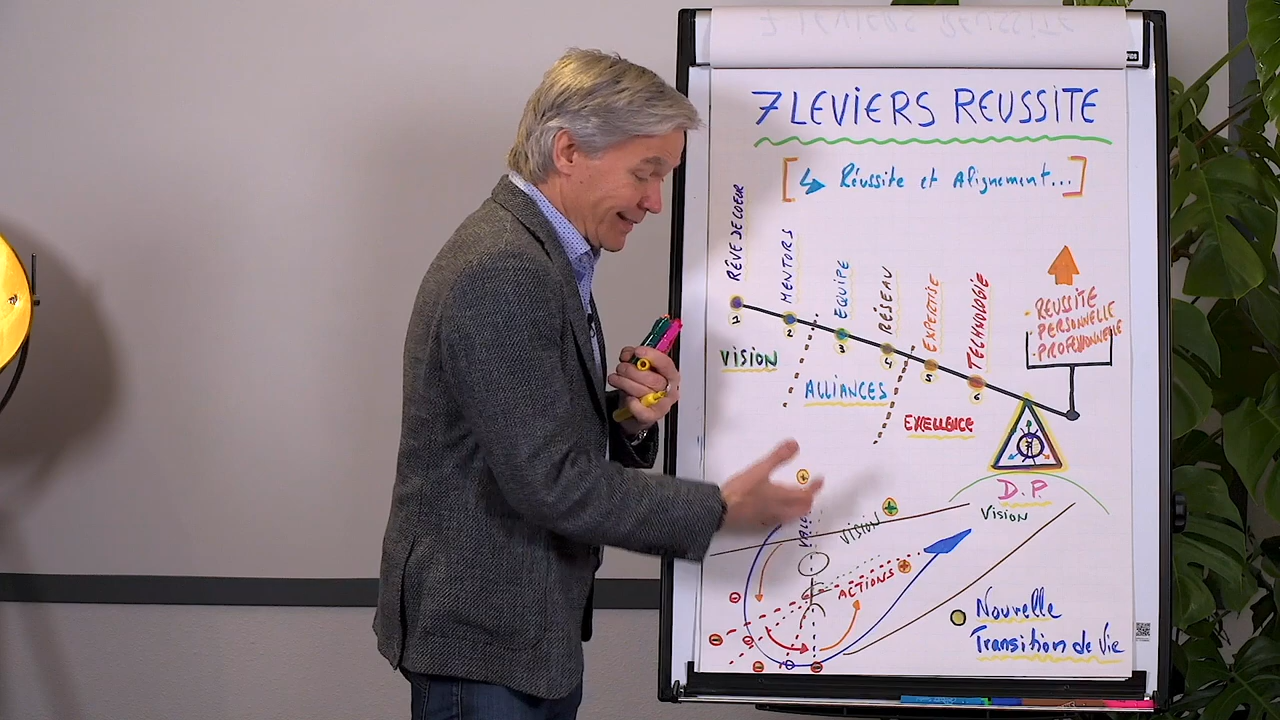 7 LEVIERS REUSSITE
[↳ Réussite et Alignement...]
RÊVE DE COEUR
MENTORS
EQUIPE
RÉSEAU
EXPERTISE
TECHNOLOGIE
• REUSSITE
• PERSONNELLE
• PROFESSIONNELLE
1
2
3
4
5
6
VISION
ALLIANCES
EXCELLENCE
7
D.P.
Vision
VISION
ACTIONS
Nouvelle
Transition de Vie